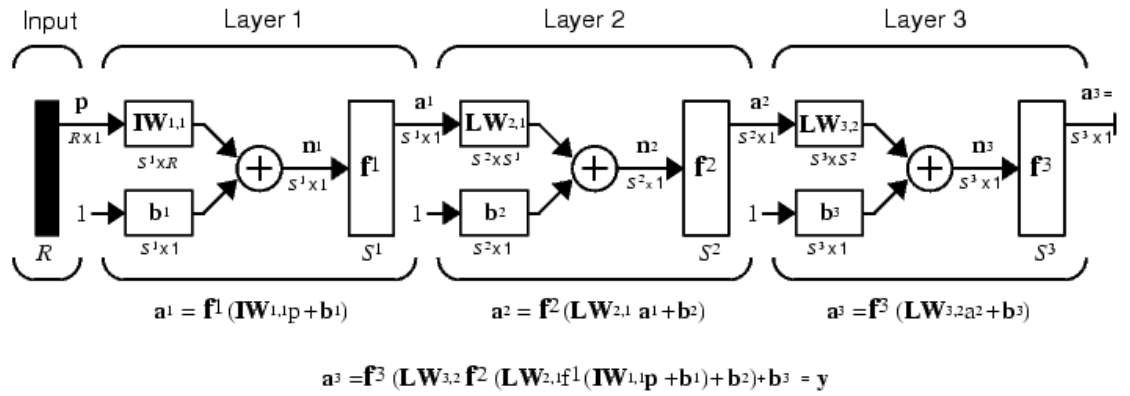 Input Layer 1 Layer 2 Layer 3
p a¹ a² a³ =
IW₁,₁ LW₂,₁ LW₃,₂
R x 1 S¹ x 1 S² x 1 S³ x 1
S¹ x R n₁ S² x S¹ n₂ S³ x S² n₃
f¹ f² f³
S¹ x 1 S² x 1 S³ x 1
1 b₁ 1 b₂ 1 b₃
R S¹ x 1 S¹ S² x 1 S² S³ x 1 S³
a₁ = f¹ (IW₁,₁p + b₁) a₂ = f² (LW₂,₁ a₁ + b₂) a₃ = f³ (LW₃,₂a₂ + b₃)
a₃ = f³ (LW₃,₂ f² (LW₂,₁f¹(IW₁,₁p + b₁) + b₂) + b₃ = y